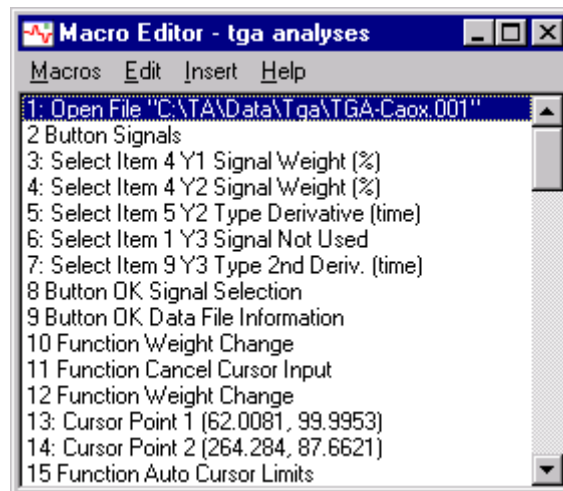 Macro Editor - tga analyses
Macros Edit Insert Help
1: Open File "C:\TA\Data\Tga\TGA-Caox.001"
2 Button Signals
3: Select Item 4 Y1 Signal Weight (%)
4: Select Item 4 Y2 Signal Weight (%)
5: Select Item 5 Y2 Type Derivative (time)
6: Select Item 1 Y3 Signal Not Used
7: Select Item 9 Y3 Type 2nd Deriv. (time)
8 Button OK Signal Selection
9 Button OK Data File Information
10 Function Weight Change
11 Function Cancel Cursor Input
12 Function Weight Change
13: Cursor Point 1 (62.0081, 99.9953)
14: Cursor Point 2 (264.284, 87.6621)
15 Function Auto Cursor Limits